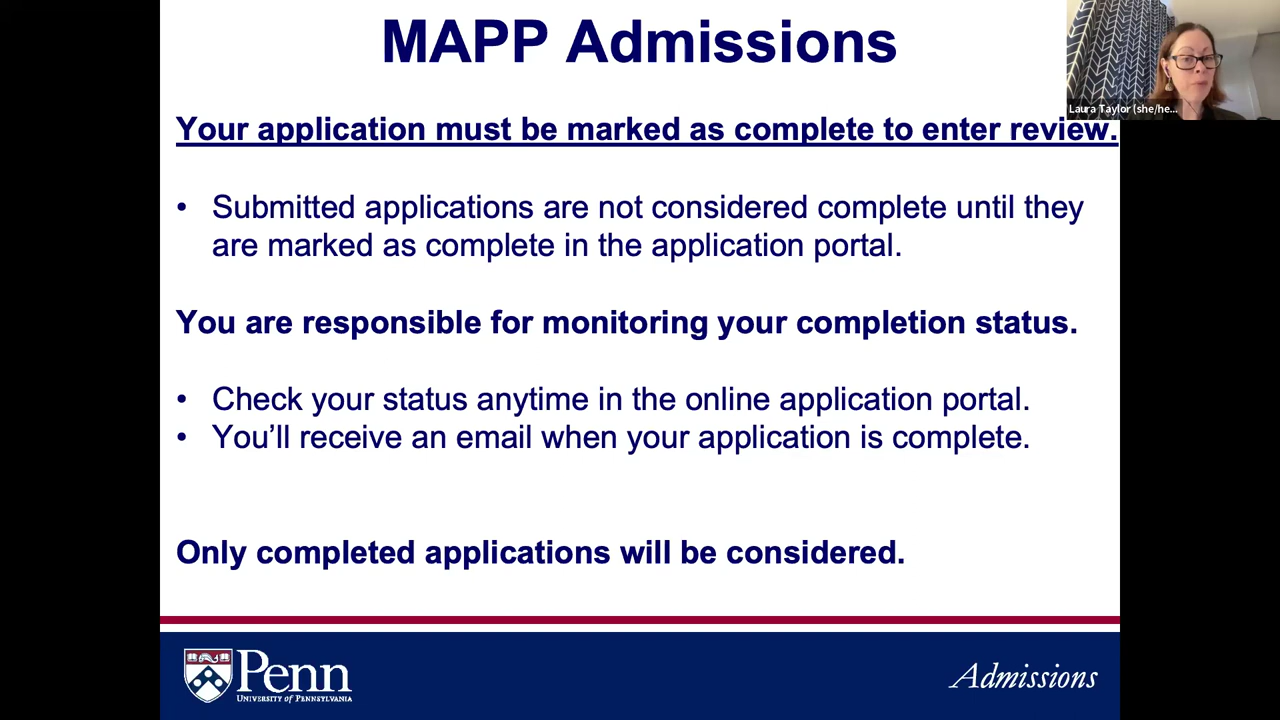 MAPP Admissions
Laura Taylor (she/he...
Your application must be marked as complete to enter review.
• Submitted applications are not considered complete until they
are marked as complete in the application portal.
You are responsible for monitoring your completion status.
• Check your status anytime in the online application portal.
• You’ll receive an email when your application is complete.
Only completed applications will be considered.
Penn
UNIVERSITY OF PENNSYLVANIA
Admissions